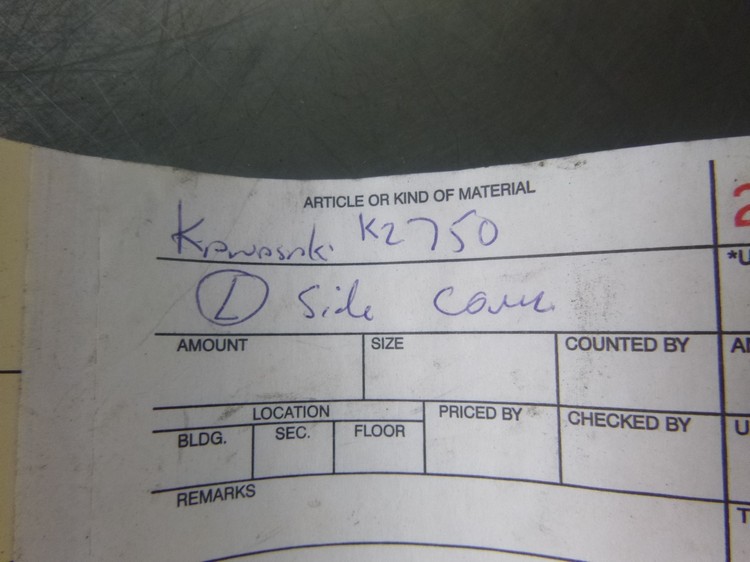 ARTICLE OR KIND OF MATERIAL
Kawasaki KZ750
L Side Cover
AMOUNT SIZE COUNTED BY
LOCATION PRICED BY CHECKED BY
BLDG. SEC. FLOOR
REMARKS
2
*U
U